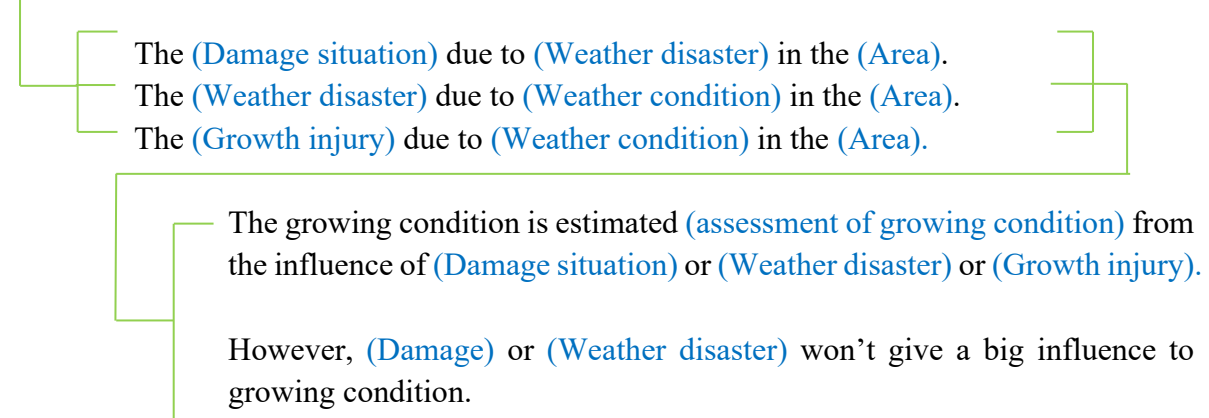 The (Damage situation) due to (Weather disaster) in the (Area).
The (Weather disaster) due to (Weather condition) in the (Area).
The (Growth injury) due to (Weather condition) in the (Area).
The growing condition is estimated (assessment of growing condition) from
the influence of (Damage situation) or (Weather disaster) or (Growth injury).
However, (Damage) or (Weather disaster) won’t give a big influence to
growing condition.